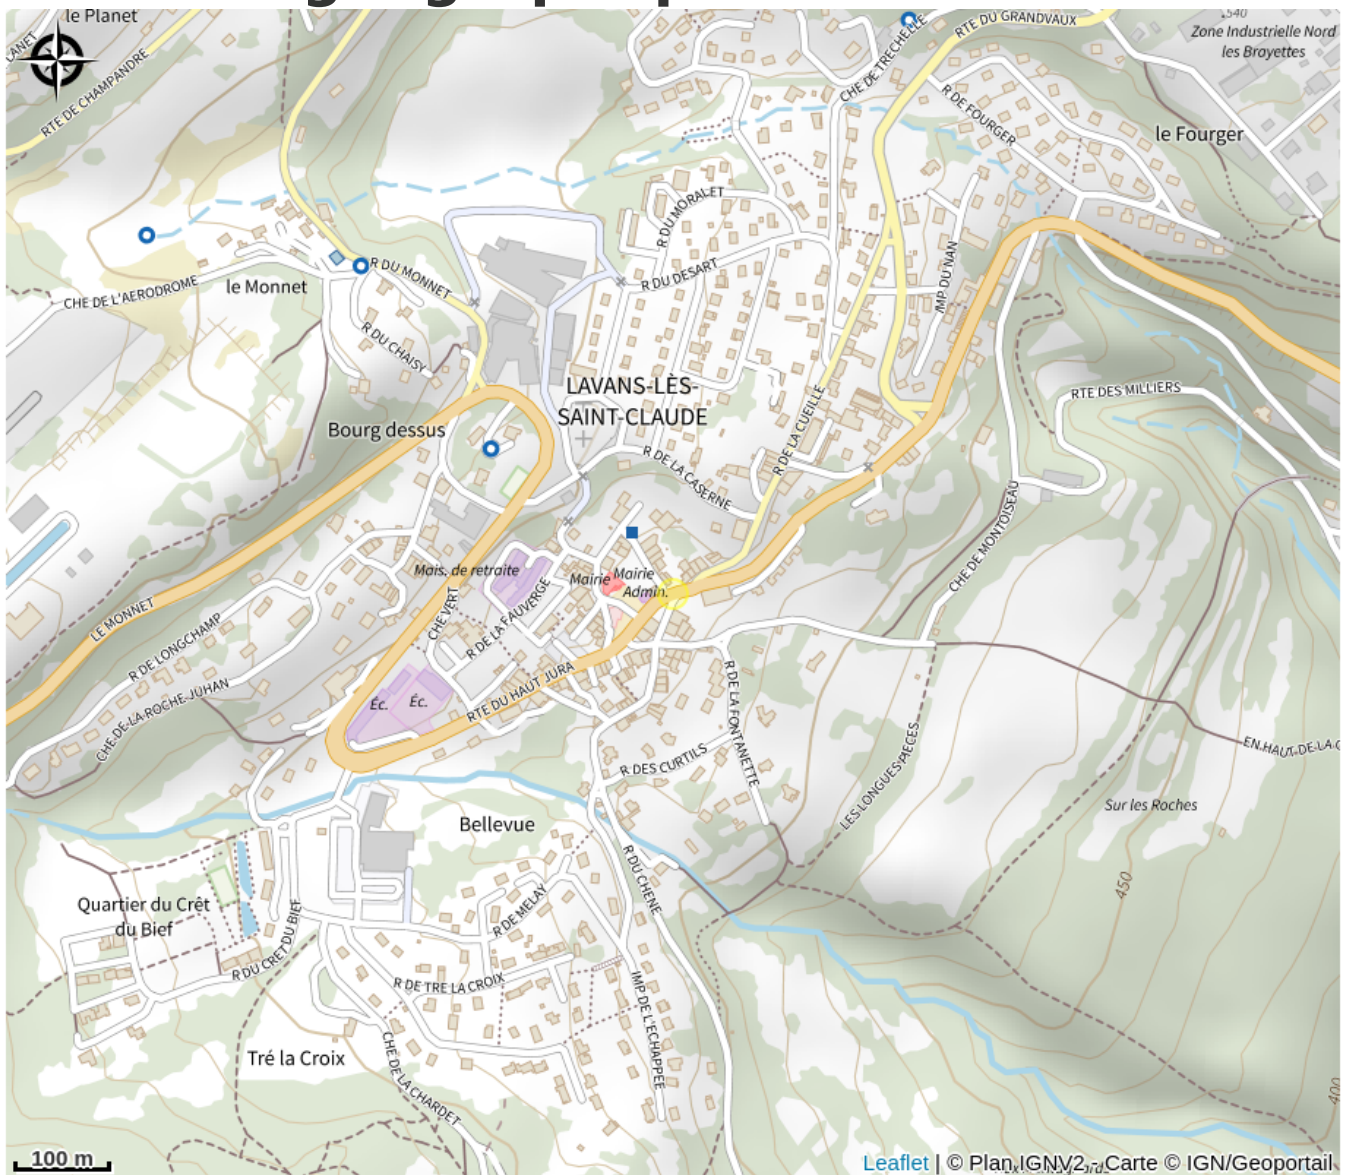 le Planet
1540
Zone Industrielle Nord
les Brayettes
RTE DU GRANDVAUX
CHE DE TRECHELLE
RTE DE CHAMPANDRE
R DE FOURGER
le Fourger
R DU MORALET
R DU DESART
IMP DU NAN
R DU MONNET
le Monnet
CHE DE L'AERODROME
R DU CHAISY
LAVANS-LÈS-
SAINT-CLAUDE
Bourg dessus
RTE DES MILLIERS
R DE LA CUEILLE
R DE LA CASERNE
CHE DE MONTOISEAU
Mais. de retraite
Mairie
Mairie
Admin.
LE MONNET
CHE VERT
R DE LA FAUVERGE
R DE LONGCHAMP
CHE DE LA ROCHE JUHAN
Éc.
Éc.
RTE DU HAUT JURA
R DE LA FONTANETTE
R DES CURTILS
LES LONGUES PIECES
EN HAUT DE LA C
Sur les Roches
Bellevue
R DU CHENE
450
Quartier du Crêt
du Bief
R DE MELAY
R DU CRET DU BIEF
R DE TRE LA CROIX
IMP DE L'ECHAPPEE
Tré la Croix
CHE DE LA CHARDET
400
100 m
Leaflet | © Plan IGNV2 - Carte © IGN/Geoportail